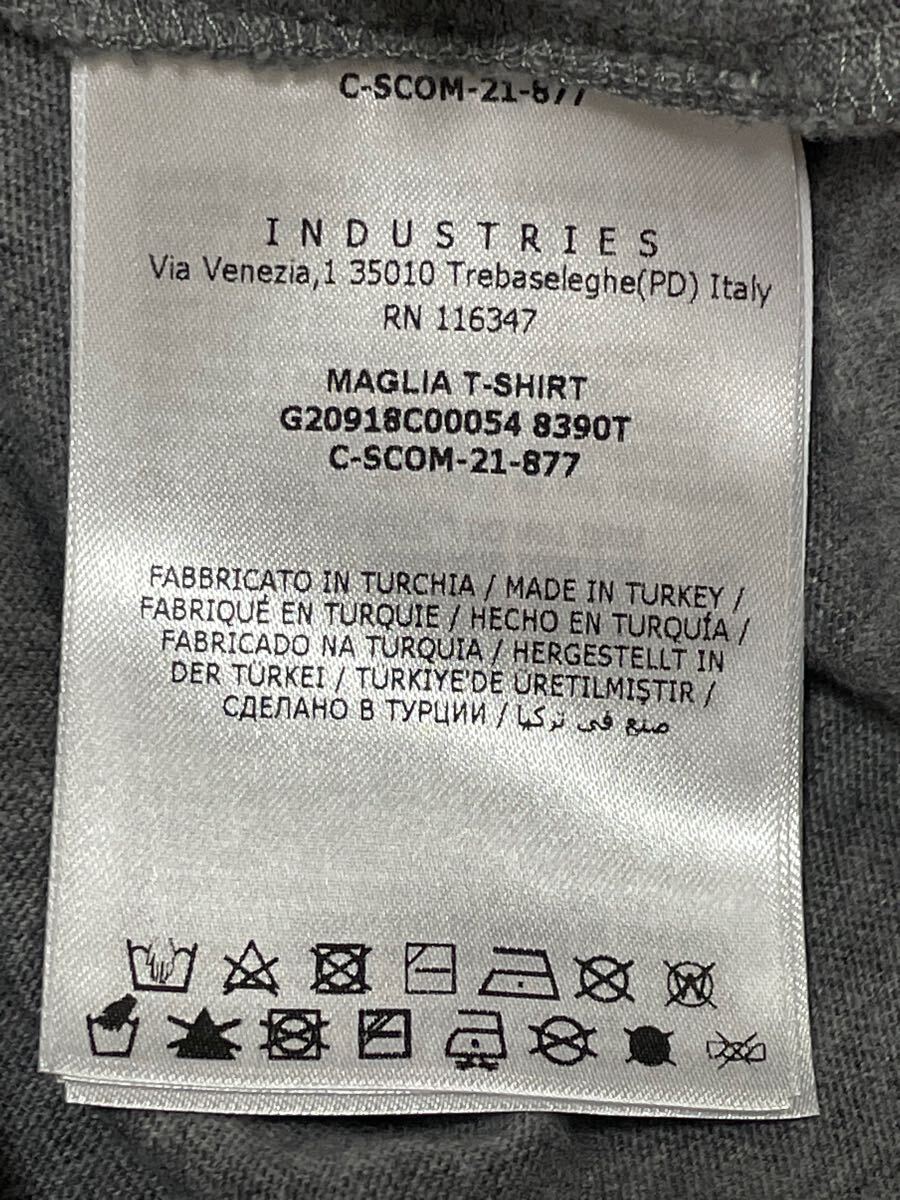 C-SCOM-21-877
INDUSTRIES
Via Venezia,1 35010 Trebaseleghe(PD) Italy
RN 116347
MAGLIA T-SHIRT
G20918C00054 8390T
C-SCOM-21-877
FABBRICATO IN TURCHIA / MADE IN TURKEY /
FABRIQUÉ EN TURQUIE / HECHO EN TURQUÍA /
FABRICADO NA TURQUIA / HERGESTELLT IN
DER TÜRKEI / TÜRKIYE'DE ÜRETILMIŞTIR /
СДЕЛАНО В ТУРЦИИ / صنع في تركيا
W